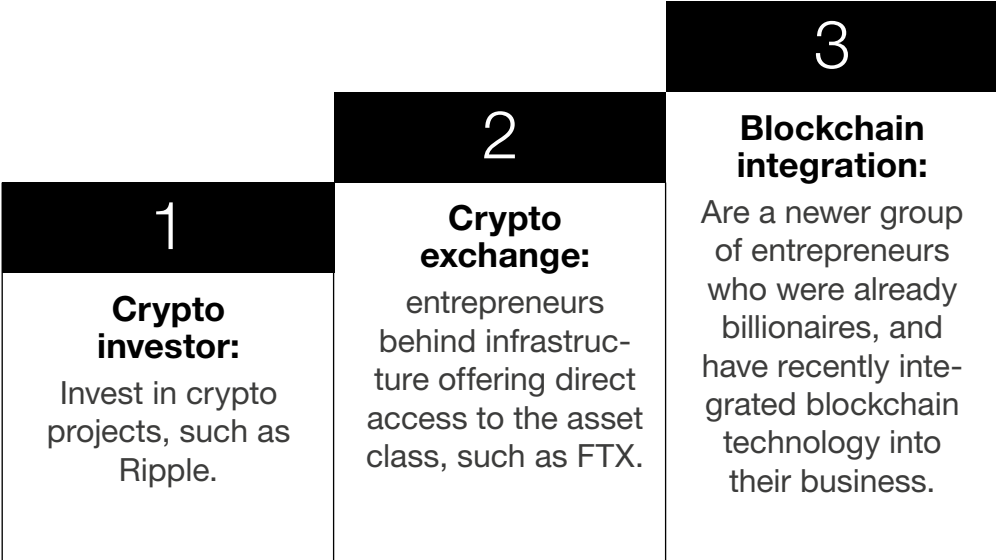 1
Crypto
investor:
Invest in crypto
projects, such as
Ripple.
2
Crypto
exchange:
entrepreneurs
behind infrastruc-
ture offering direct
access to the asset
class, such as FTX.
3
Blockchain
integration:
Are a newer group
of entrepreneurs
who were already
billionaires, and
have recently inte-
grated blockchain
technology into
their business.